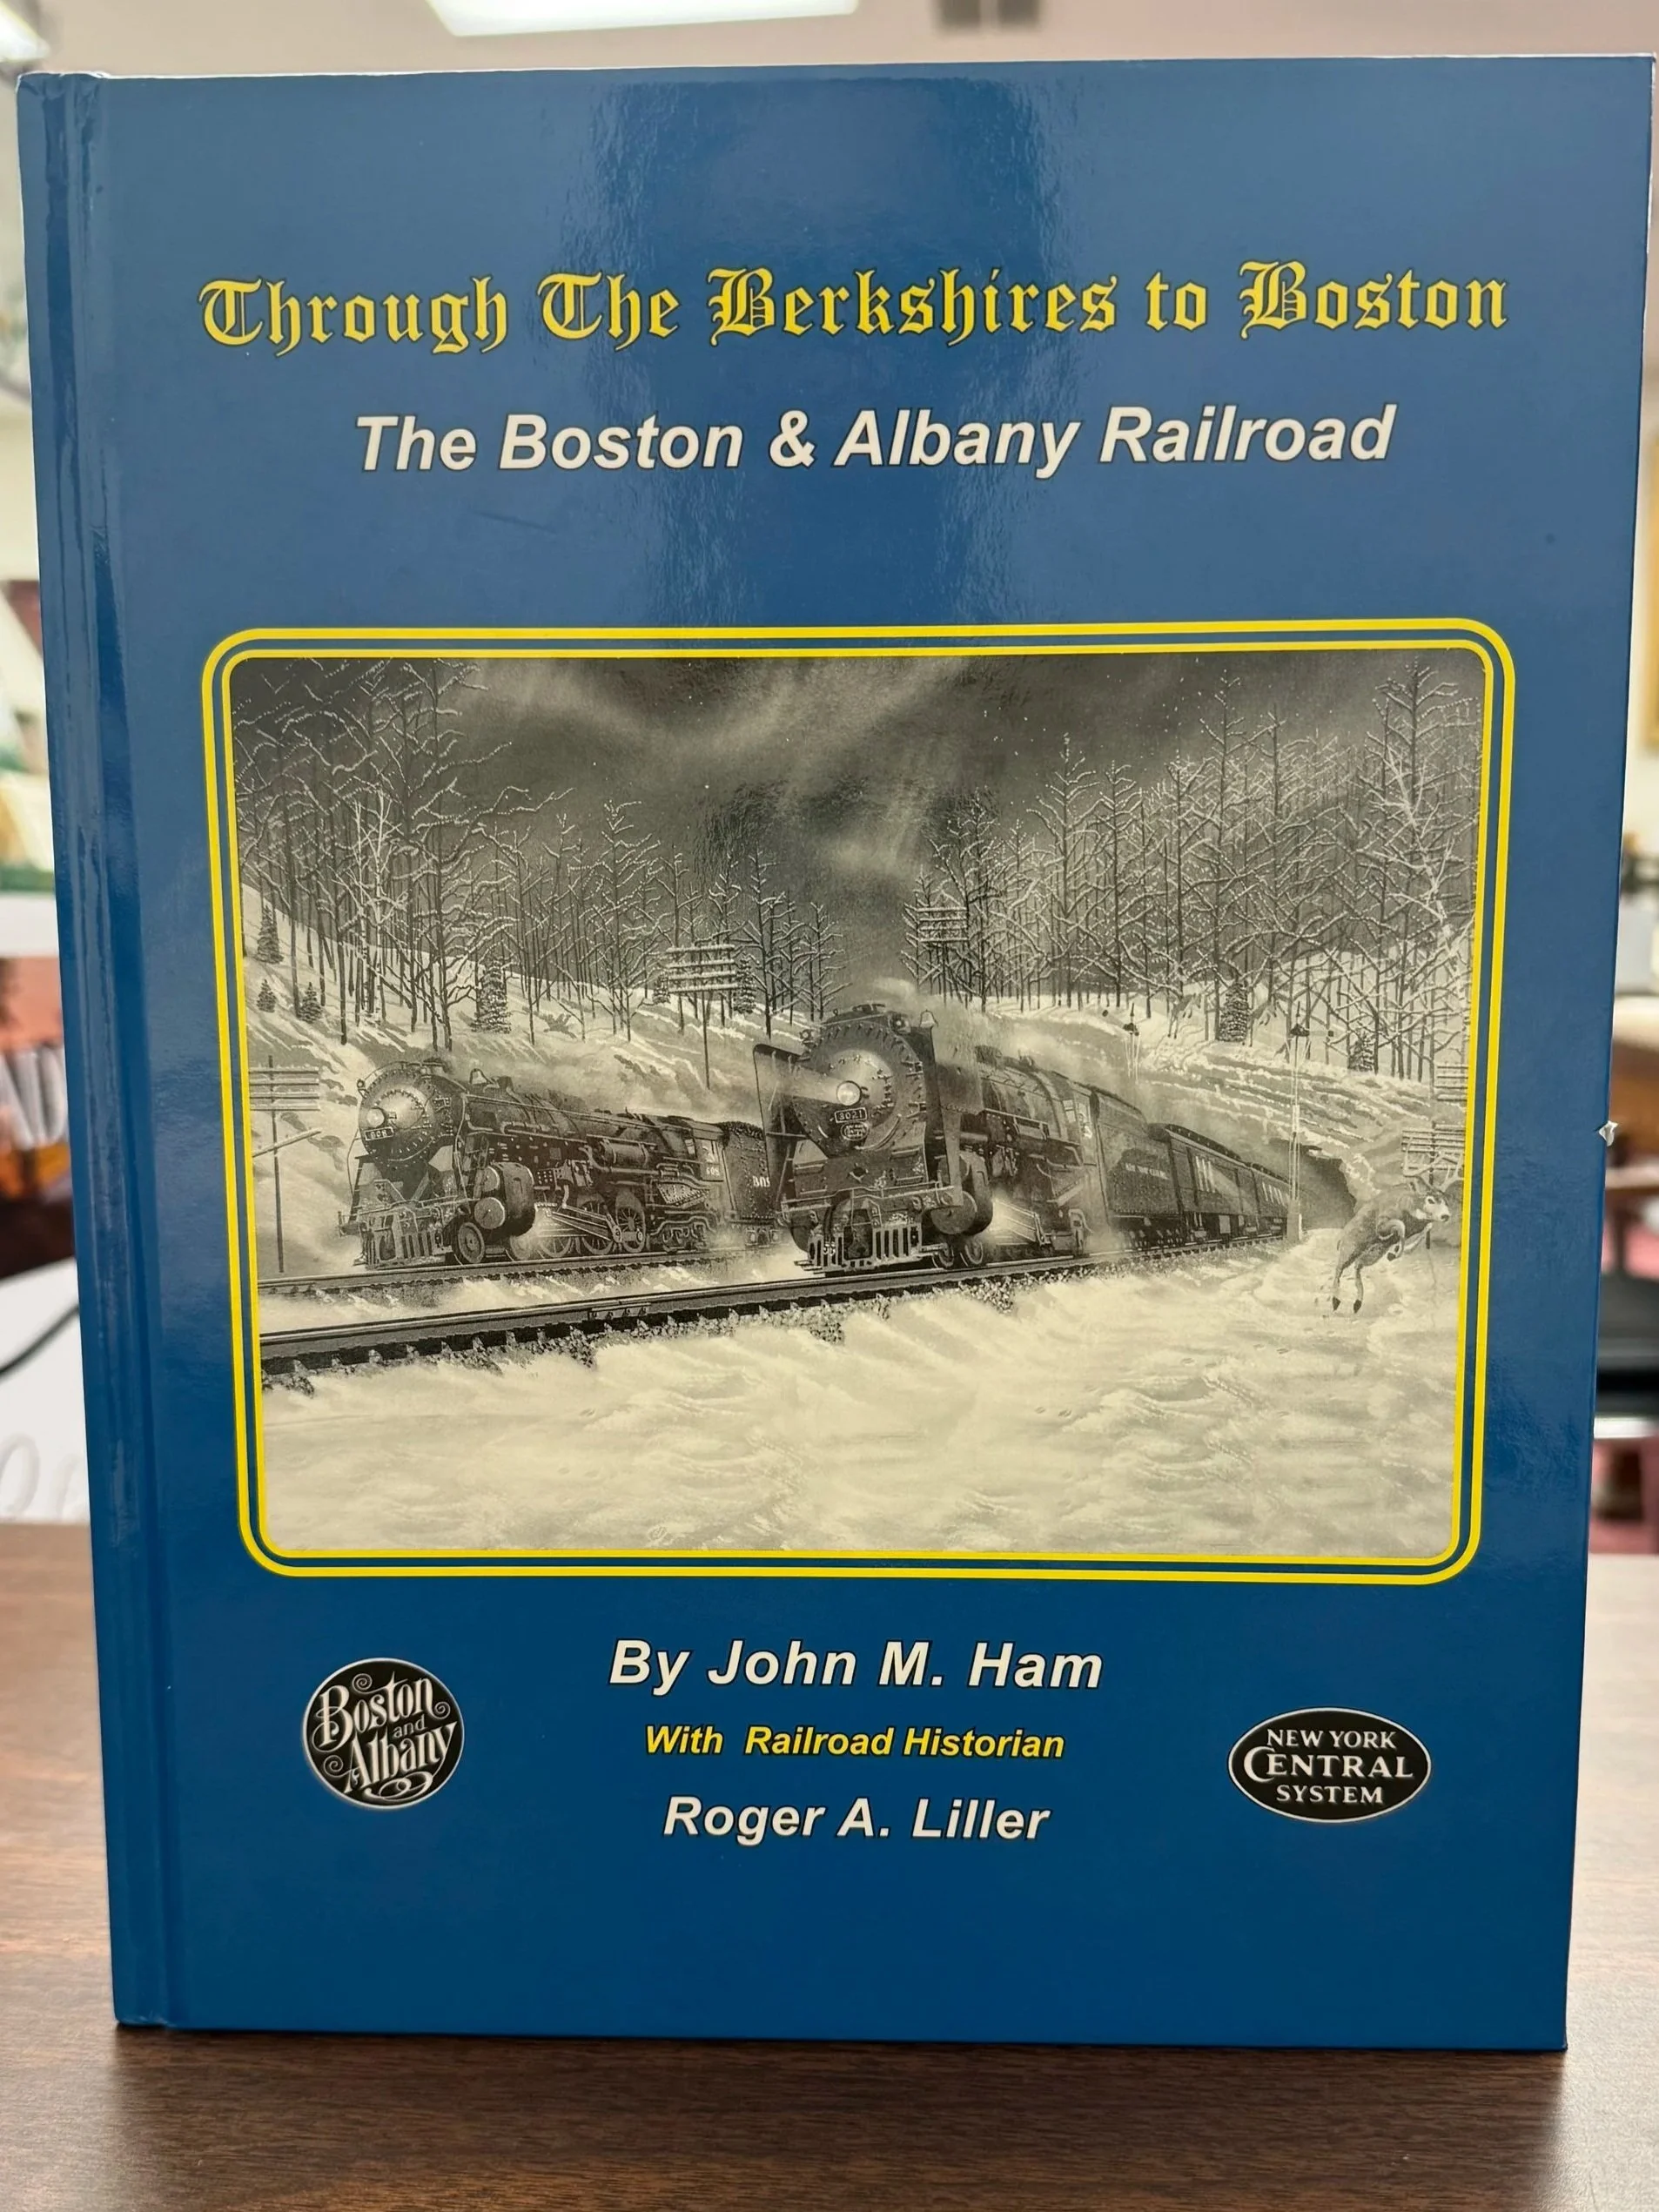 Through The Berkshires to Boston
The Boston & Albany Railroad
By John M. Ham
With Railroad Historian
Roger A. Liller
Boston
and
Albany
NEW YORK
CENTRAL
SYSTEM